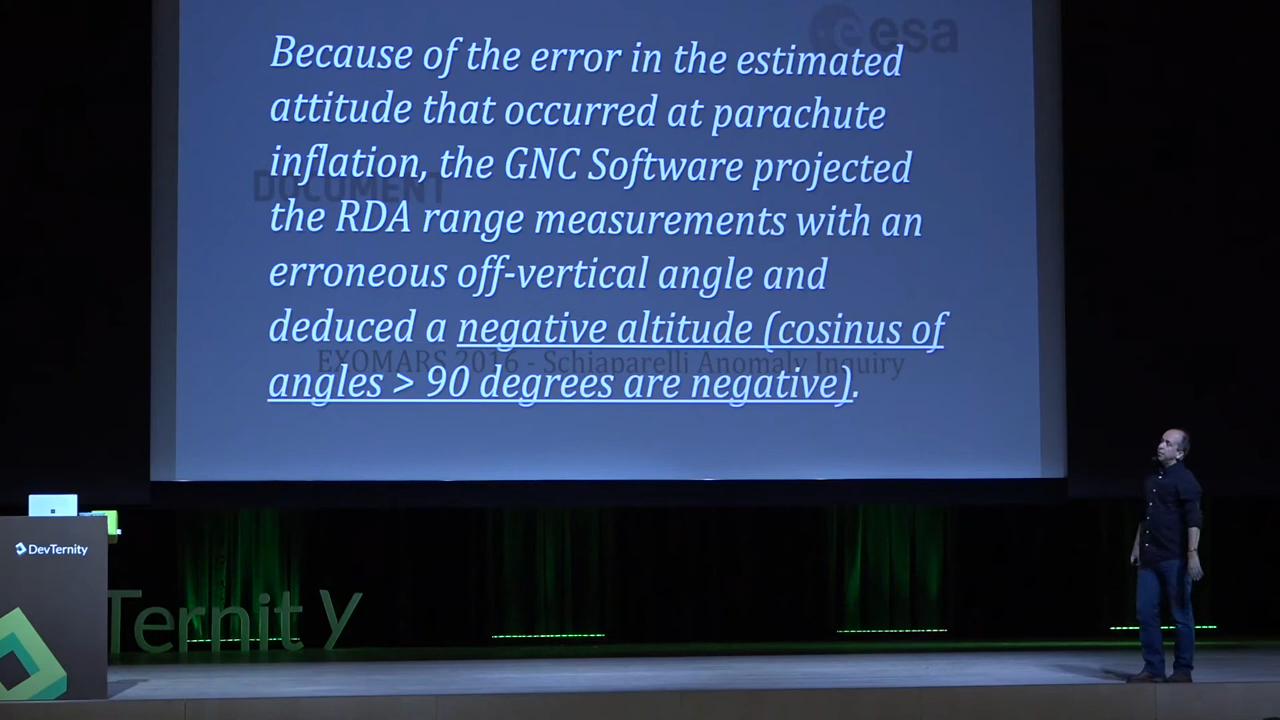 esa
Because of the error in the estimated
attitude that occurred at parachute
inflation, the GNC Software projected
DOCUMENT
the RDA range measurements with an
erroneous off-vertical angle and
deduced a negative altitude (cosinus of
EXOMARS 2016 - Schiaparelli Anomaly Inquiry
angles > 90 degrees are negative).
DevTernity
Ternity